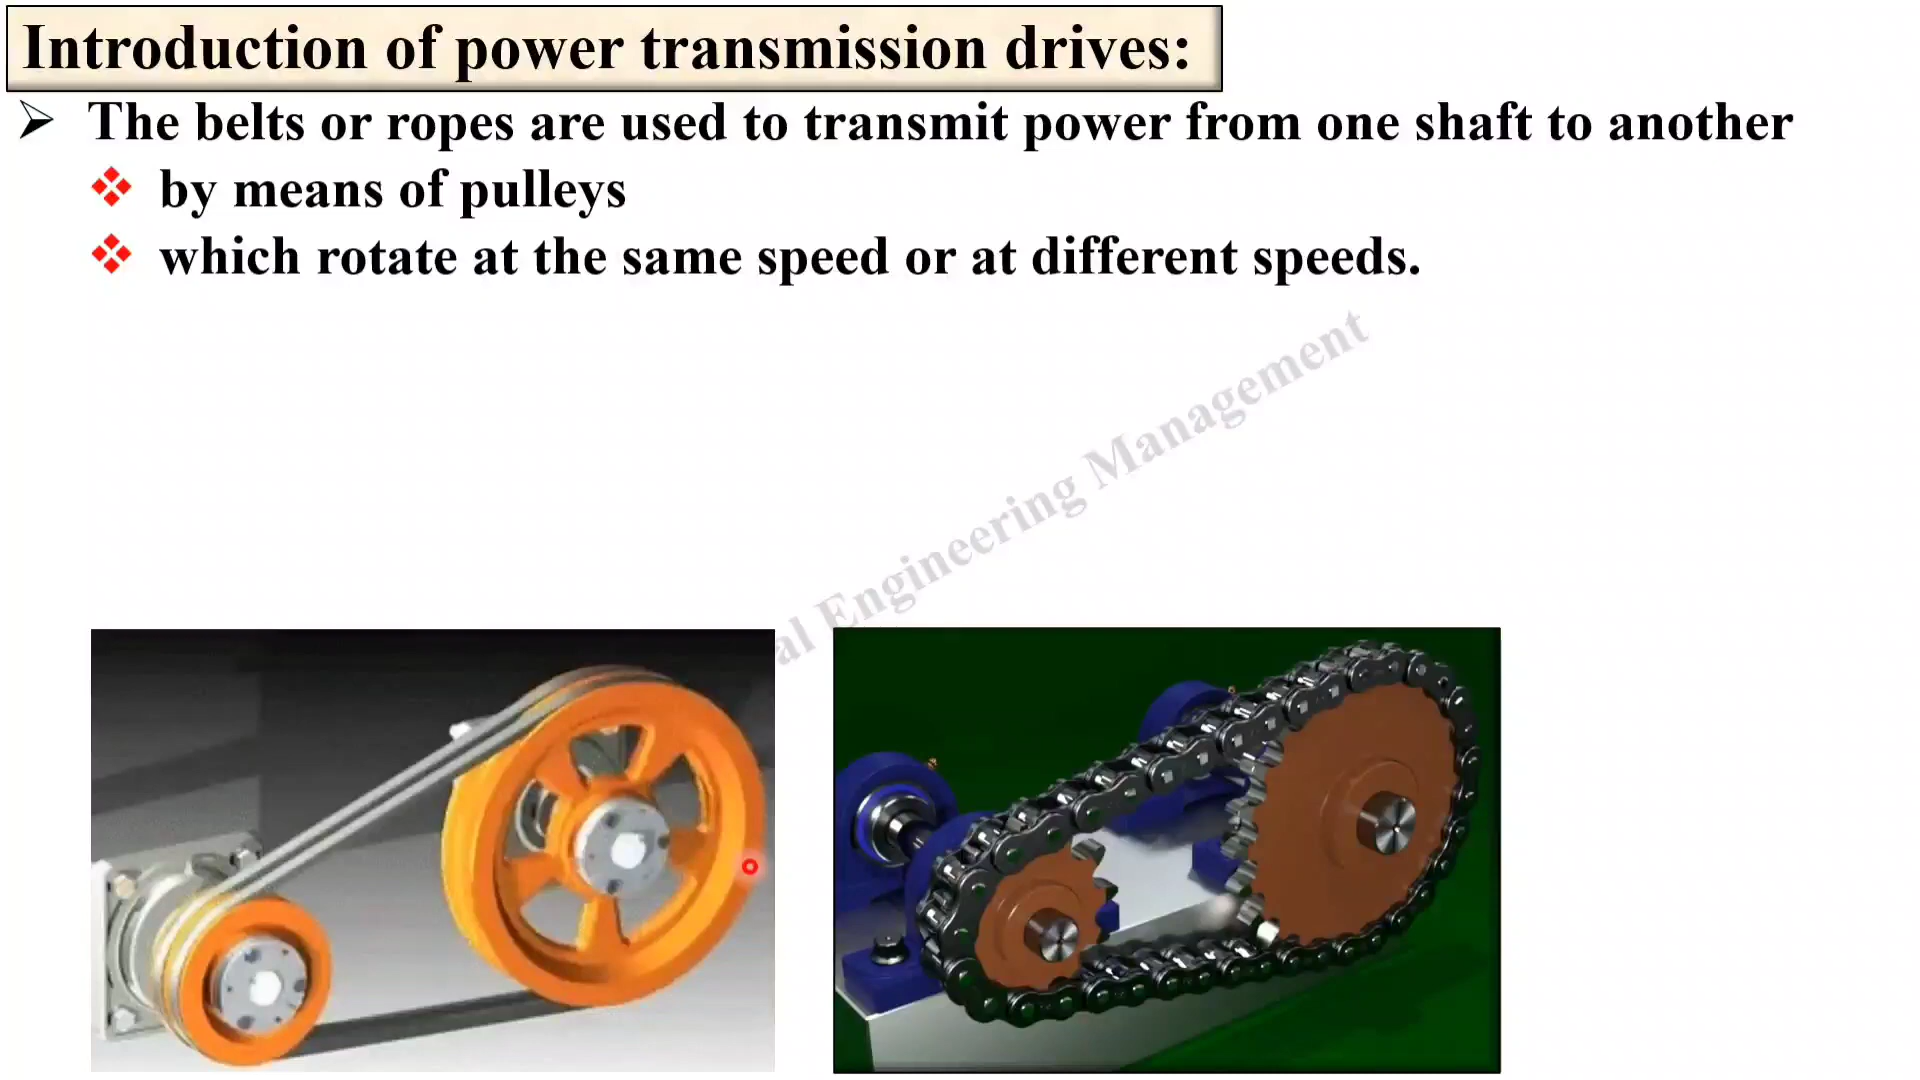 Introduction of power transmission drives:
The belts or ropes are used to transmit power from one shaft to another
by means of pulleys
which rotate at the same speed or at different speeds.
Engineering Management